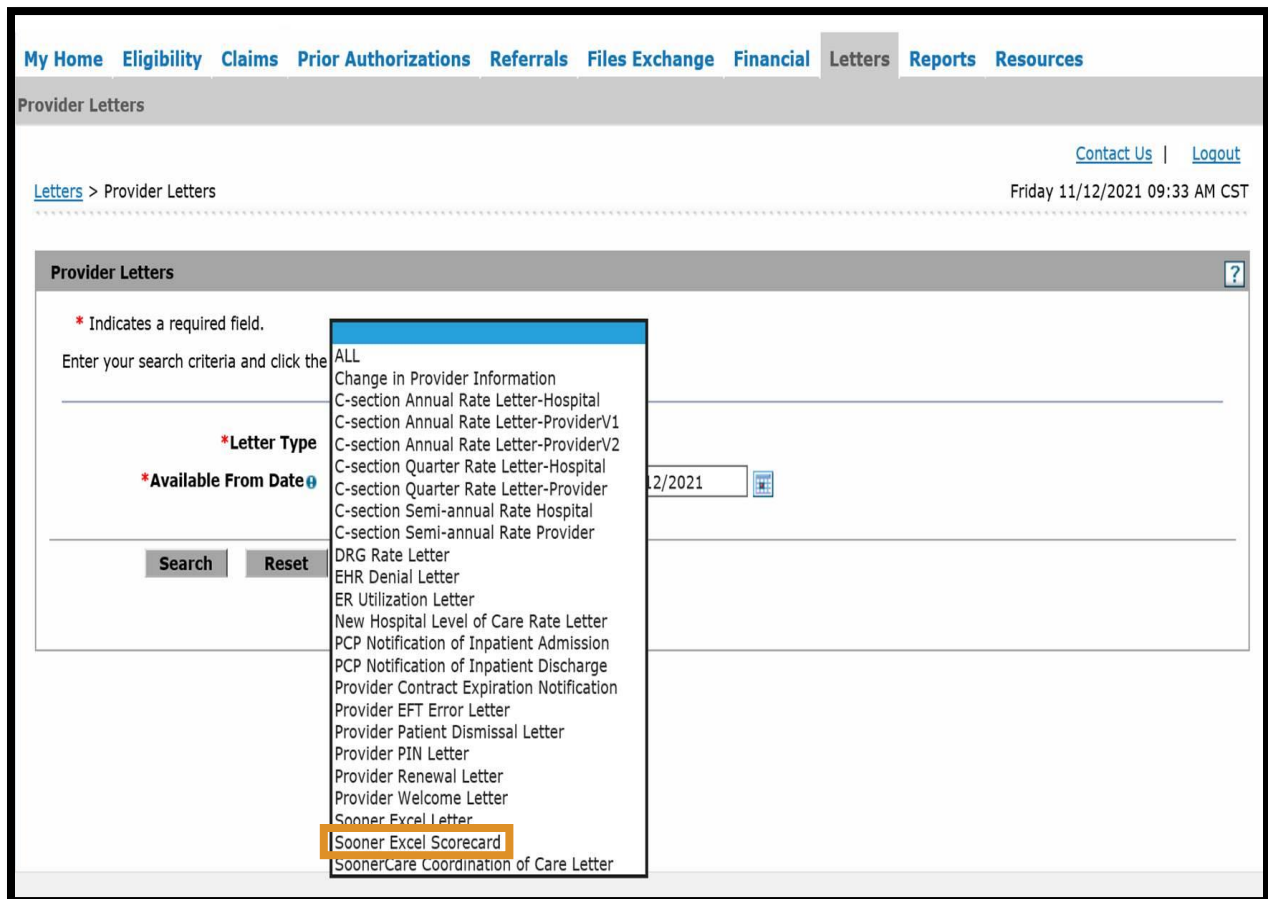 My Home Eligibility Claims Prior Authorizations Referrals Files Exchange Financial Letters Reports Resources
Provider Letters
Contact Us | Logout
Letters > Provider Letters
Friday 11/12/2021 09:33 AM CST
Provider Letters
?
* Indicates a required field.
Enter your search criteria and click the
*Letter Type
*Available From Date
12/2021
Search Reset
ALL
Change in Provider Information
C-section Annual Rate Letter-Hospital
C-section Annual Rate Letter-ProviderV1
C-section Annual Rate Letter-ProviderV2
C-section Quarter Rate Letter-Hospital
C-section Quarter Rate Letter-Provider
C-section Semi-annual Rate Hospital
C-section Semi-annual Rate Provider
DRG Rate Letter
EHR Denial Letter
ER Utilization Letter
New Hospital Level of Care Rate Letter
PCP Notification of Inpatient Admission
PCP Notification of Inpatient Discharge
Provider Contract Expiration Notification
Provider EFT Error Letter
Provider Patient Dismissal Letter
Provider PIN Letter
Provider Renewal Letter
Provider Welcome Letter
Sooner Excel Letter
Sooner Excel Scorecard
SoonerCare Coordination of Care Letter